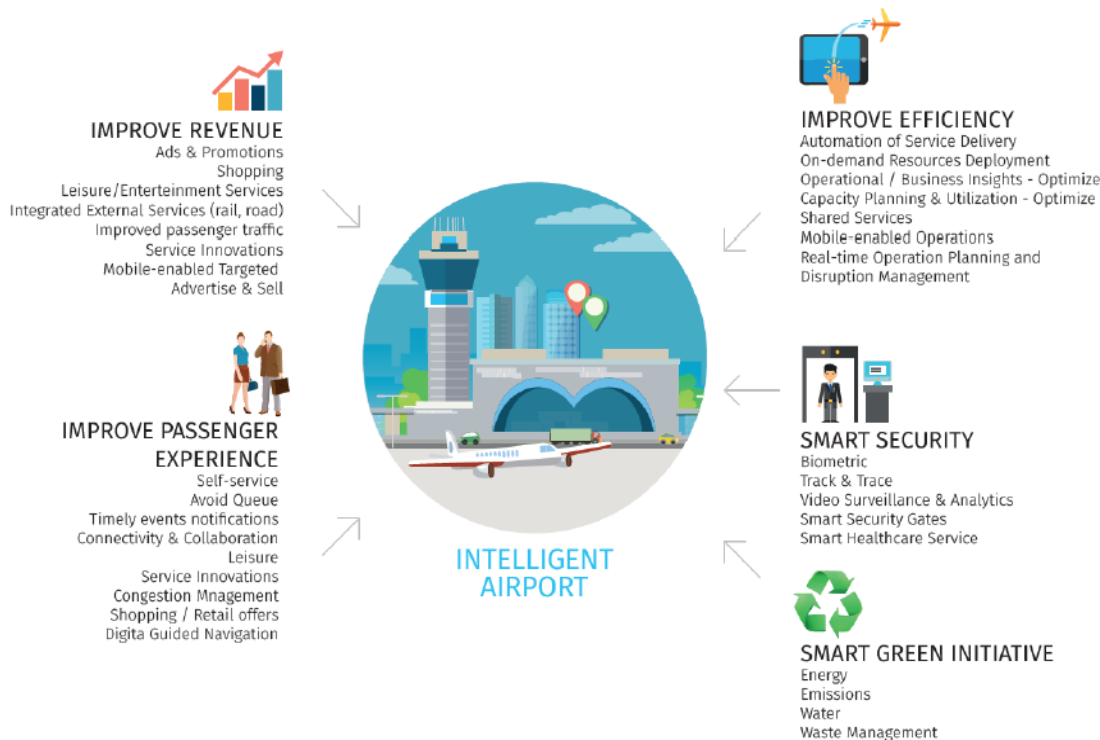 IMPROVE REVENUE
Ads & Promotions
Shopping
Leisure/Enterteinment Services
Integrated External Services (rail, road)
Improved passenger traffic
Service Innovations
Mobile-enabled Targeted
Advertise & Sell
IMPROVE PASSENGER
EXPERIENCE
Self-service
Avoid Queue
Timely events notifications
Connectivity & Collaboration
Leisure
Service Innovations
Congestion Mnagement
Shopping / Retail offers
Digita Guided Navigation
INTELLIGENT
AIRPORT
IMPROVE EFFICIENCY
Automation of Service Delivery
On-demand Resources Deployment
Operational / Business Insights - Optimize
Capacity Planning & Utilization - Optimize
Shared Services
Mobile-enabled Operations
Real-time Operation Planning and
Disruption Management
SMART SECURITY
Biometric
Track & Trace
Video Surveillance & Analytics
Smart Security Gates
Smart Healthcare Service
SMART GREEN INITIATIVE
Energy
Emissions
Water
Waste Management